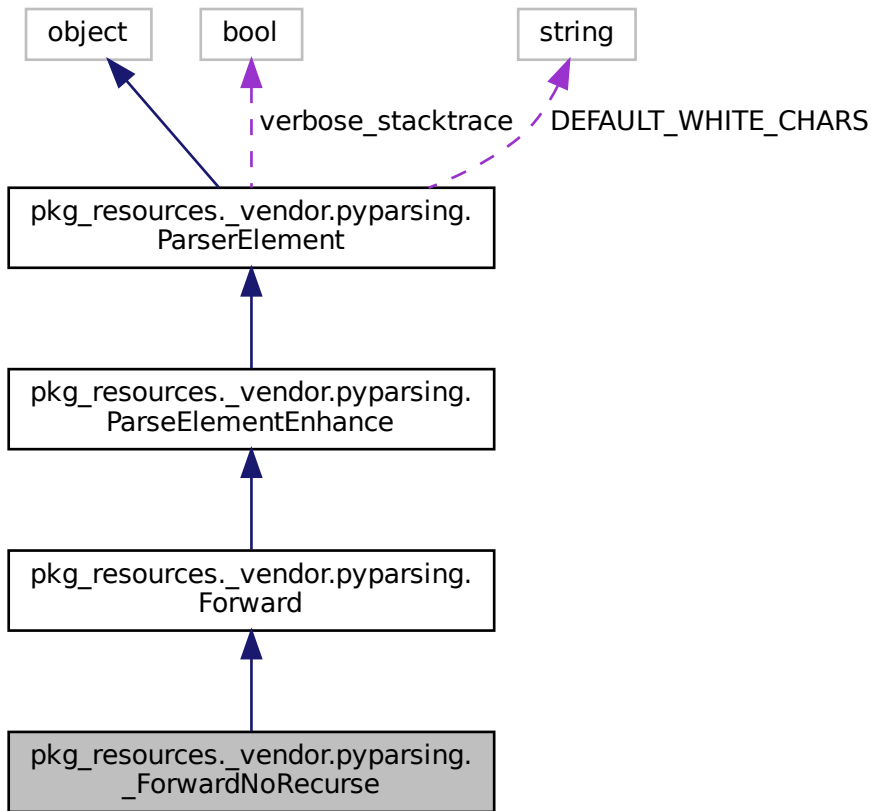 object
bool
string
verbose_stacktrace
DEFAULT_WHITE_CHARS
pkg_resources._vendor.pyparsing.
ParserElement
pkg_resources._vendor.pyparsing.
ParseElementEnhance
pkg_resources._vendor.pyparsing.
Forward
pkg_resources._vendor.pyparsing.
_ForwardNoRecurse